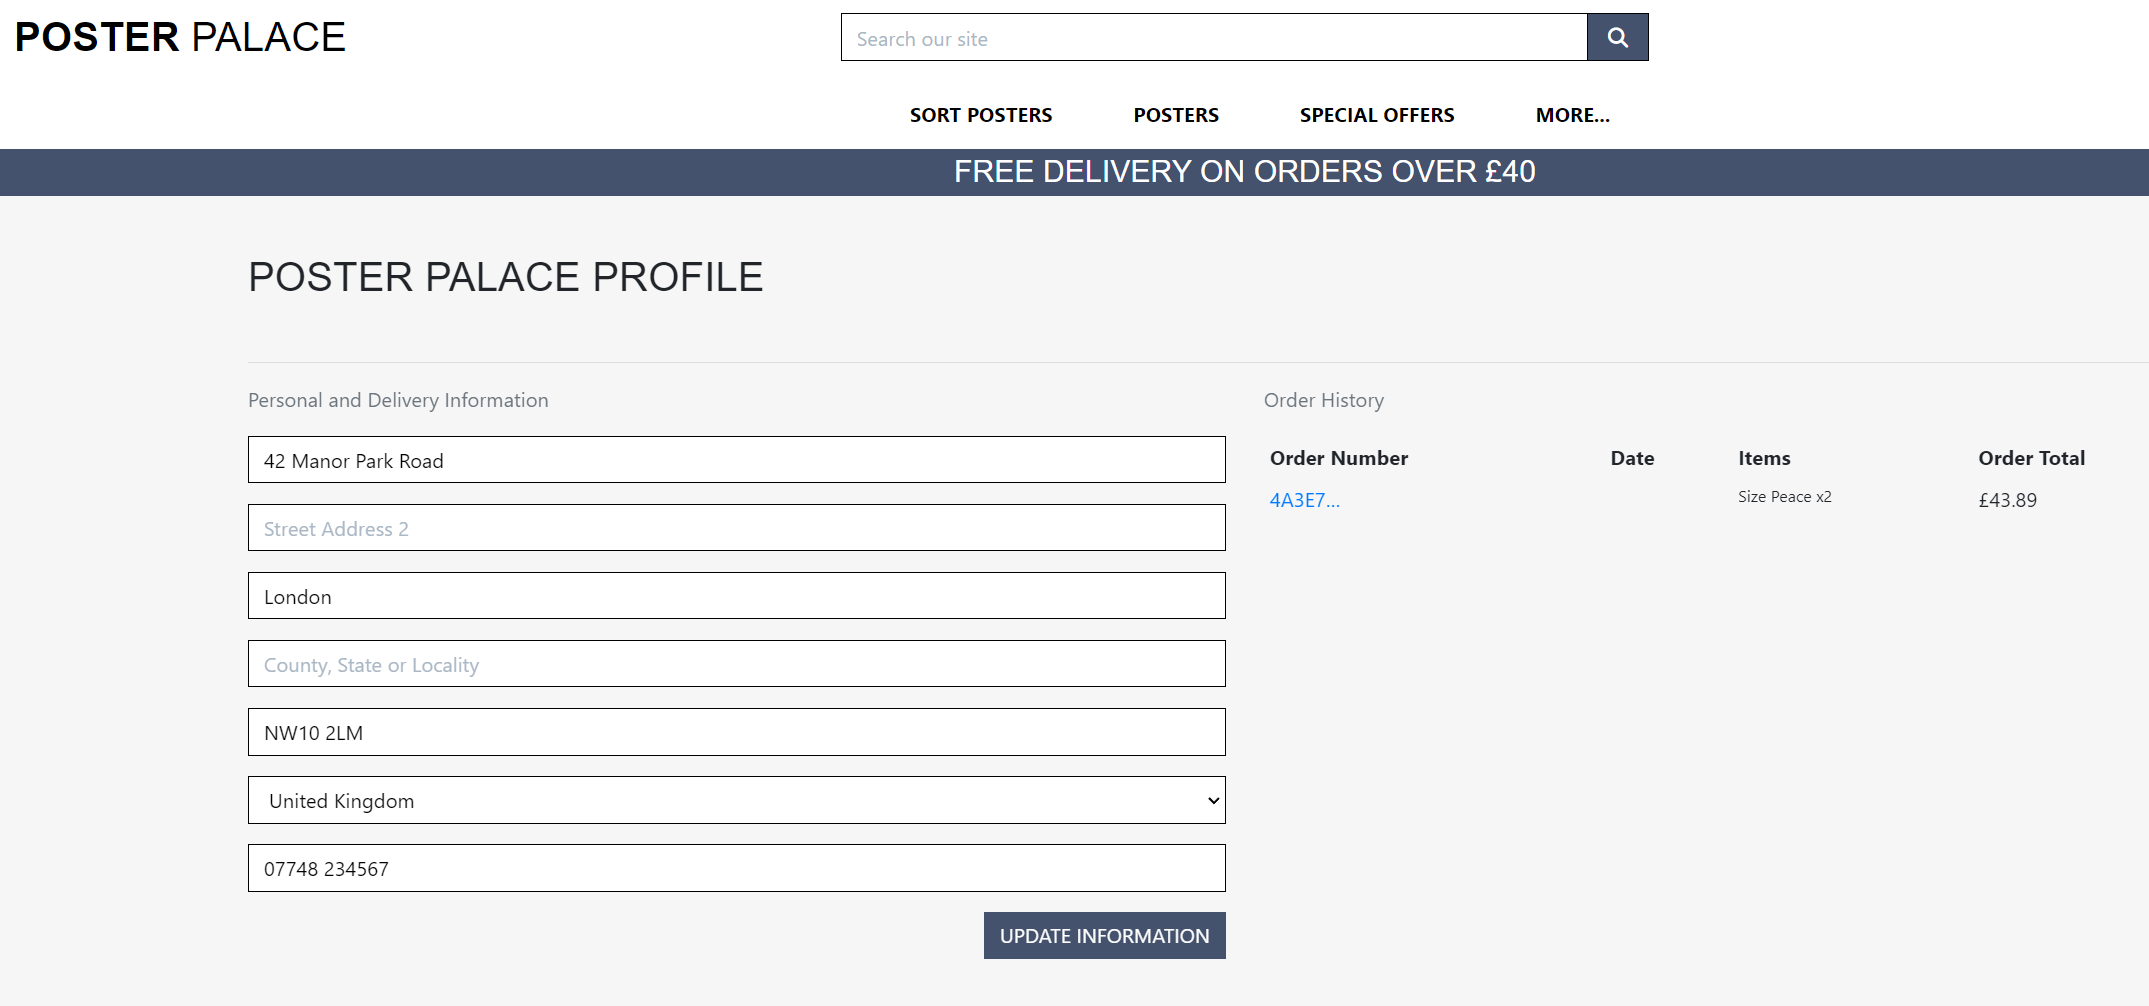 POSTER PALACE
Search our site
SORT POSTERS POSTERS SPECIAL OFFERS MORE...
FREE DELIVERY ON ORDERS OVER £40
POSTER PALACE PROFILE
Personal and Delivery Information
42 Manor Park Road
Street Address 2
London
County, State or Locality
NW10 2LM
United Kingdom
07748 234567
UPDATE INFORMATION
Order History
Order Number Date Items Order Total
4A3E7... Size Peace x2 £43.89